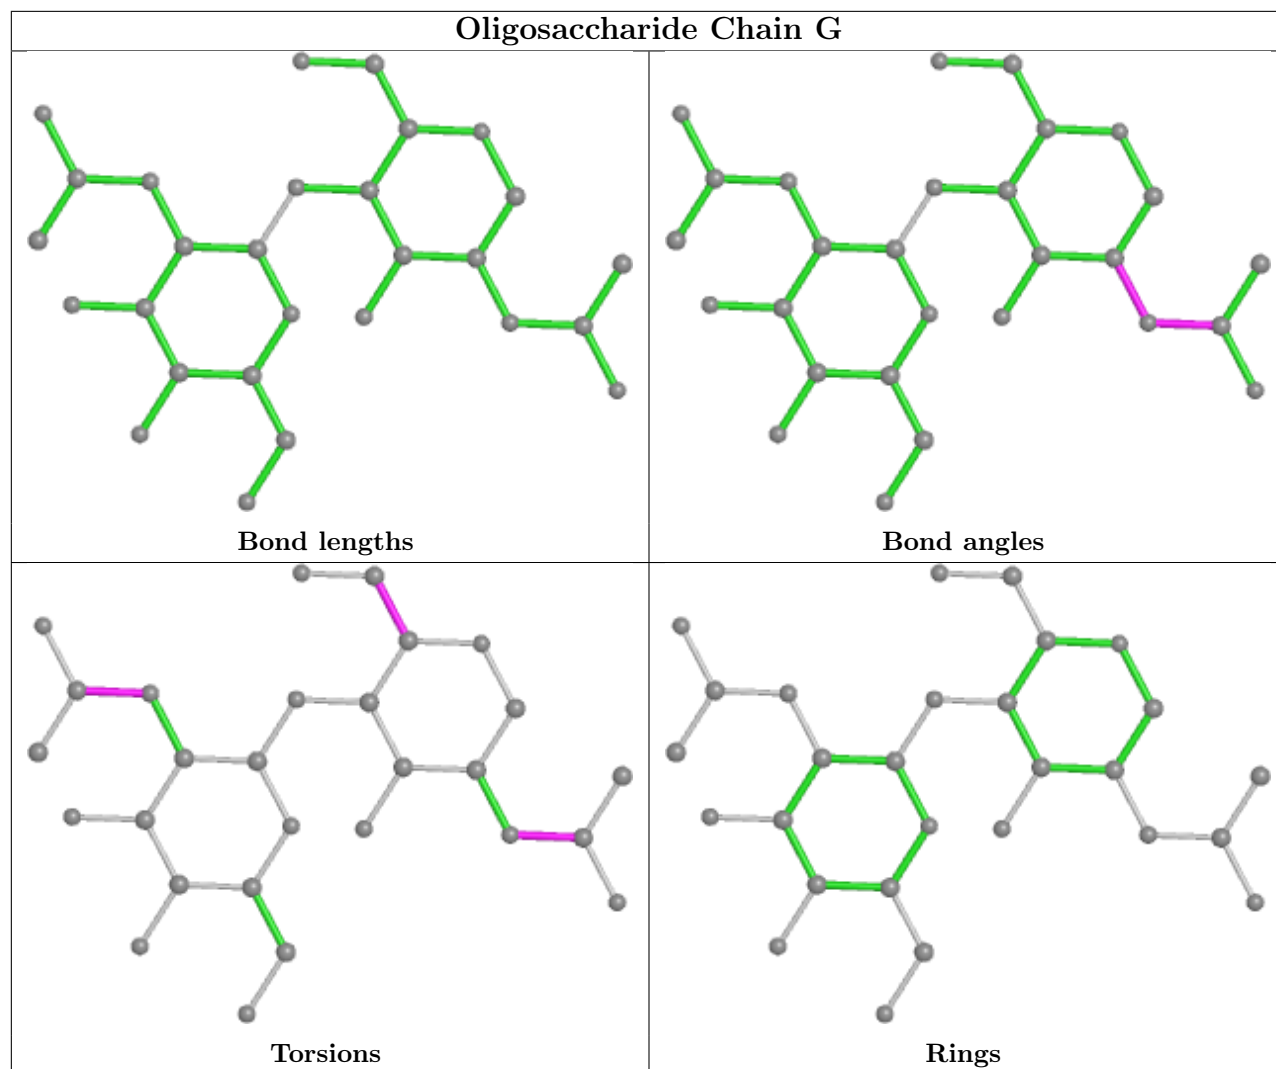 Oligosaccharide Chain G
Bond lengths
Bond angles
Torsions
Rings